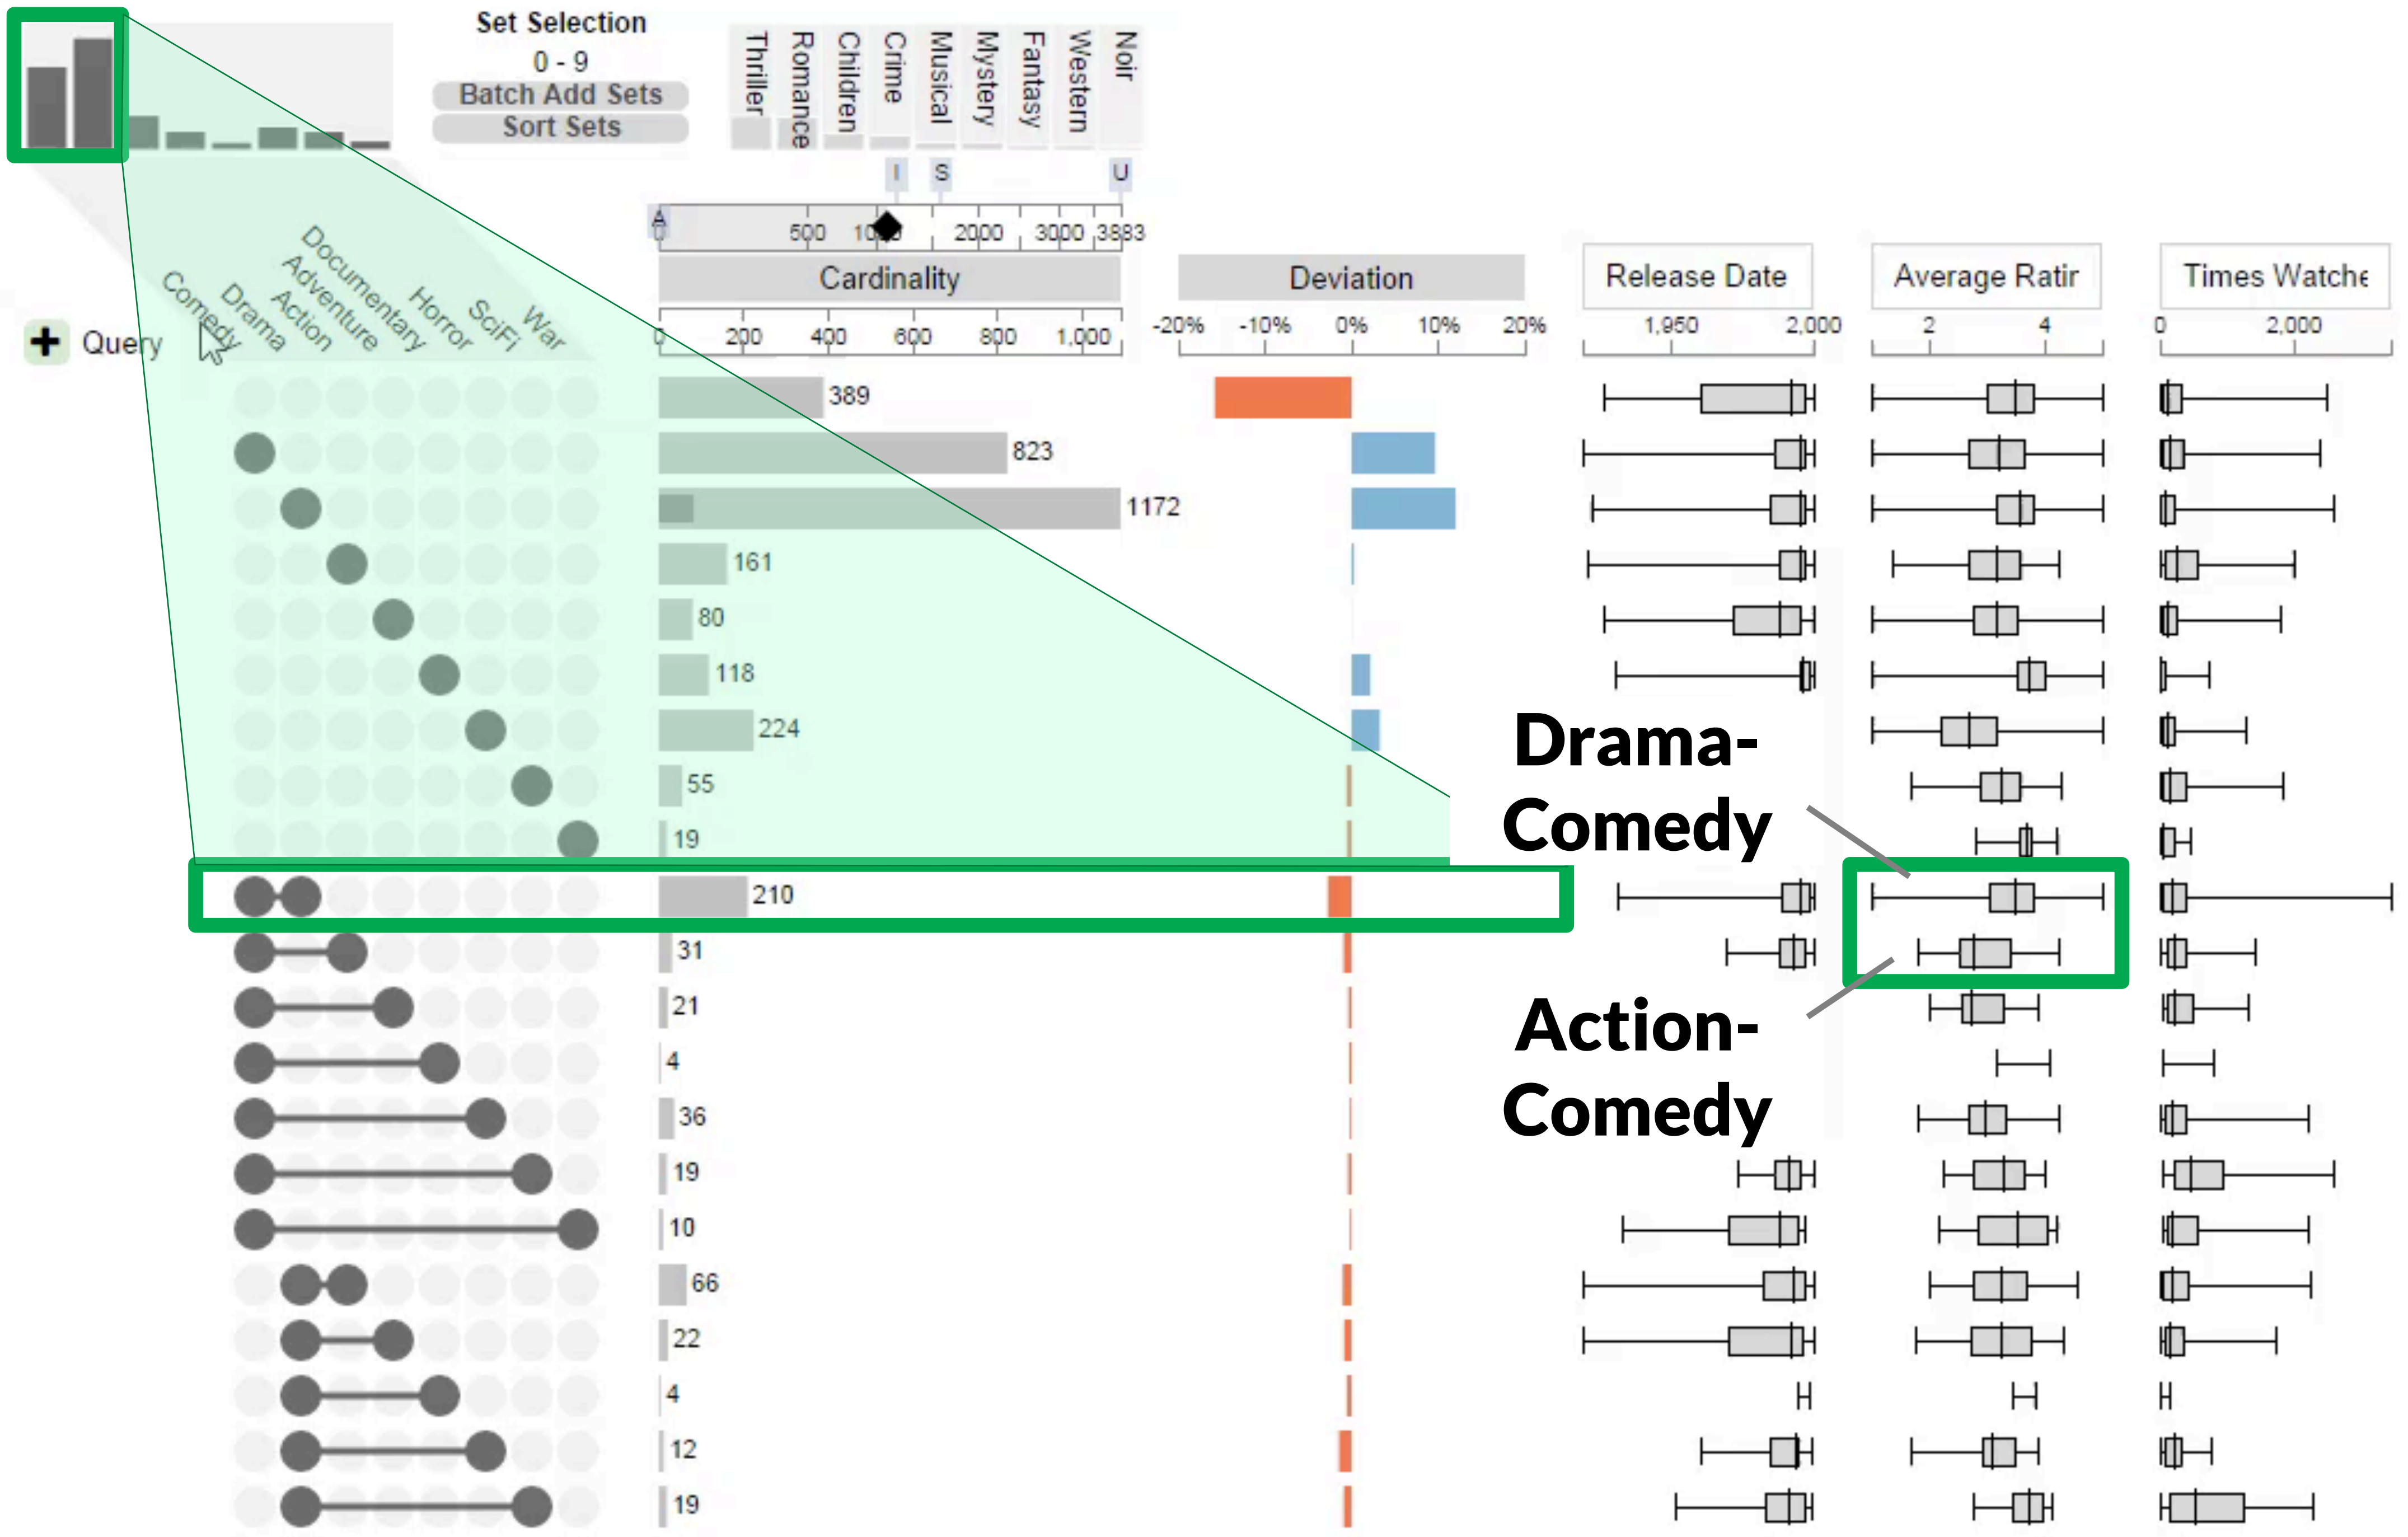 Set Selection
0 - 9
Batch Add Sets
Sort Sets
Thriller
Romance
Children
Crime
Musical
Mystery
Fantasy
Western
Noir
I S U
A
0 500 2000 3000 3883
Cardinality
0 200 400 600 800 1,000
Deviation
-20% -10% 0% 10% 20%
Release Date
1,950 2,000
Average Ratir
2 4
Times Watche
0 2,000
Query
Comedy
Drama
Action
Adventure
Documentary
Horror
SciFi
War
389
823
1172
161
80
118
224
55
19
210
31
21
4
36
19
10
66
22
4
12
19
Drama-
Comedy
Action-
Comedy